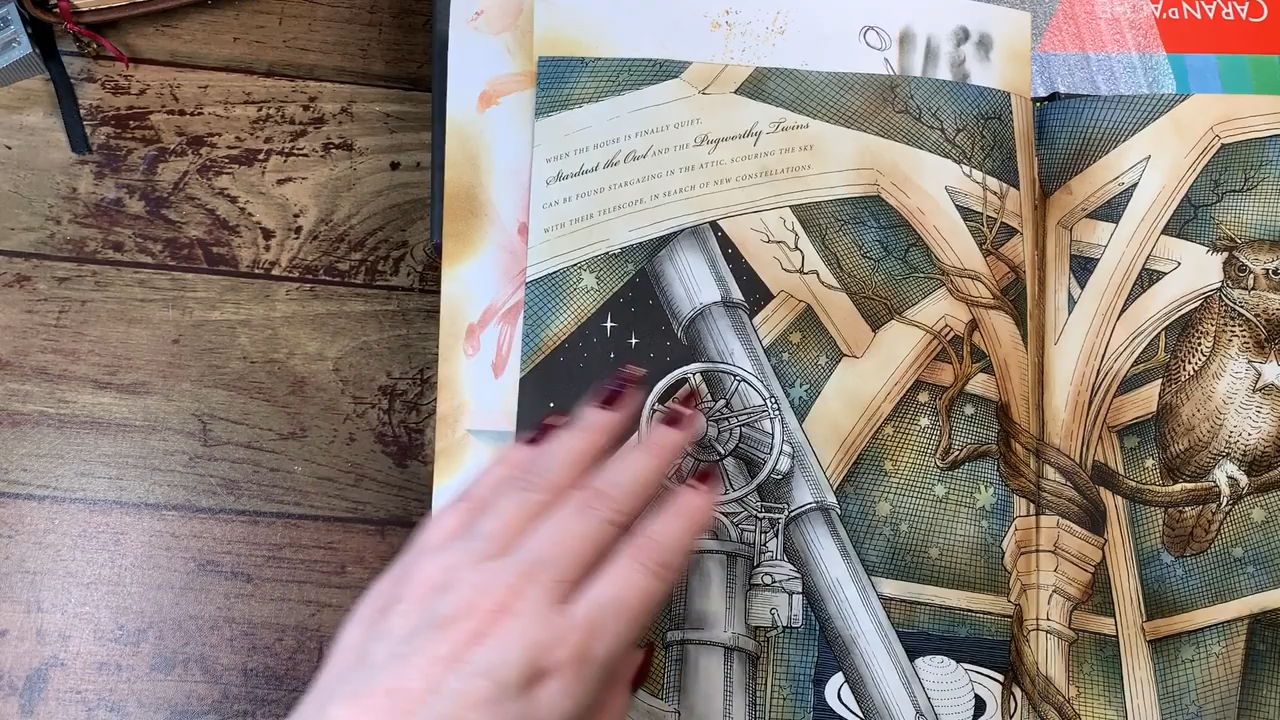 CARAN D'ACHE
WHEN THE HOUSE IS FINALLY QUIET,
Stardust the Owl AND THE Pugworthy Twins
CAN BE FOUND STARGAZING IN THE ATTIC, SCOURING THE SKY
WITH THEIR TELESCOPE, IN SEARCH OF NEW CONSTELLATIONS.